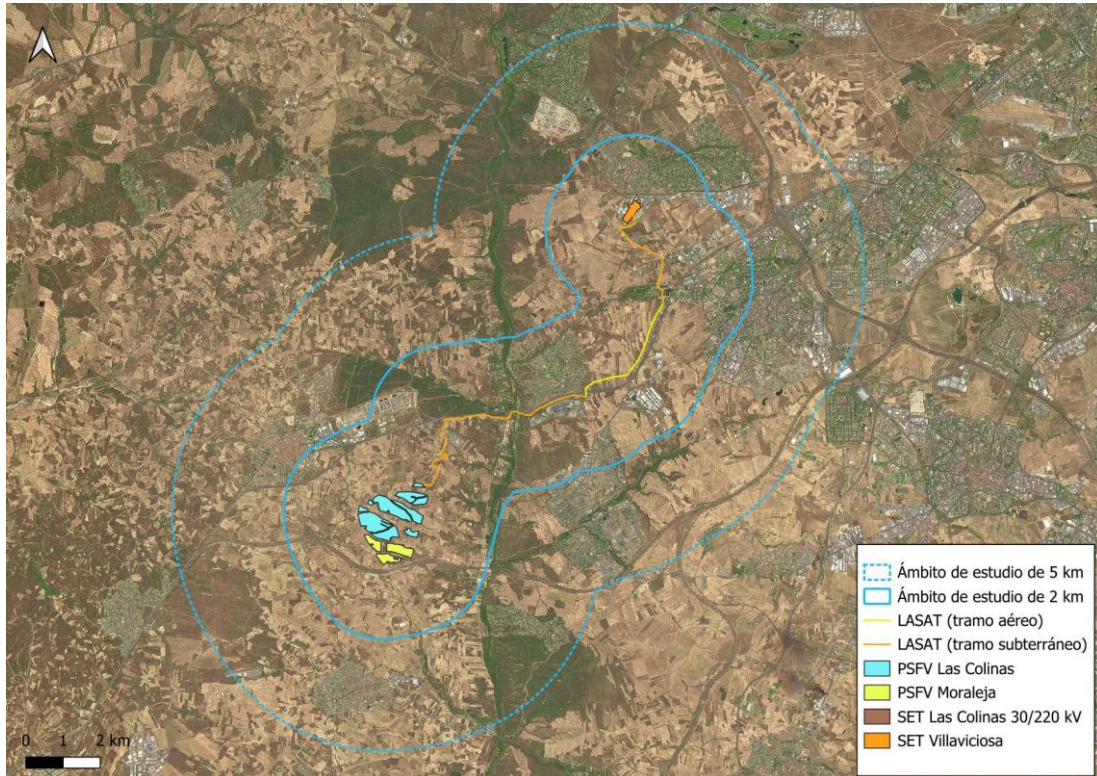 Ámbito de estudio de 5 km
Ámbito de estudio de 2 km
LASAT (tramo aéreo)
LASAT (tramo subterráneo)
PSFV Las Colinas
PSFV Moraleja
SET Las Colinas 30/220 kV
SET Villaviciosa
0 1 2 km